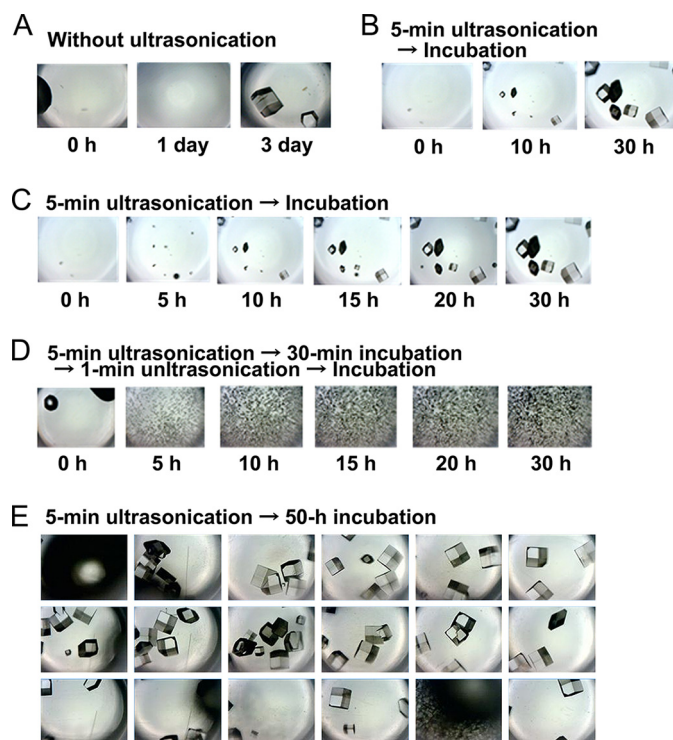 A Without ultrasonication
0 h 1 day 3 day
B 5-min ultrasonication
→ Incubation
0 h 10 h 30 h
C 5-min ultrasonication → Incubation
0 h 5 h 10 h 15 h 20 h 30 h
D 5-min ultrasonication → 30-min incubation
→ 1-min unltrasonication → Incubation
0 h 5 h 10 h 15 h 20 h 30 h
E 5-min ultrasonication → 50-h incubation